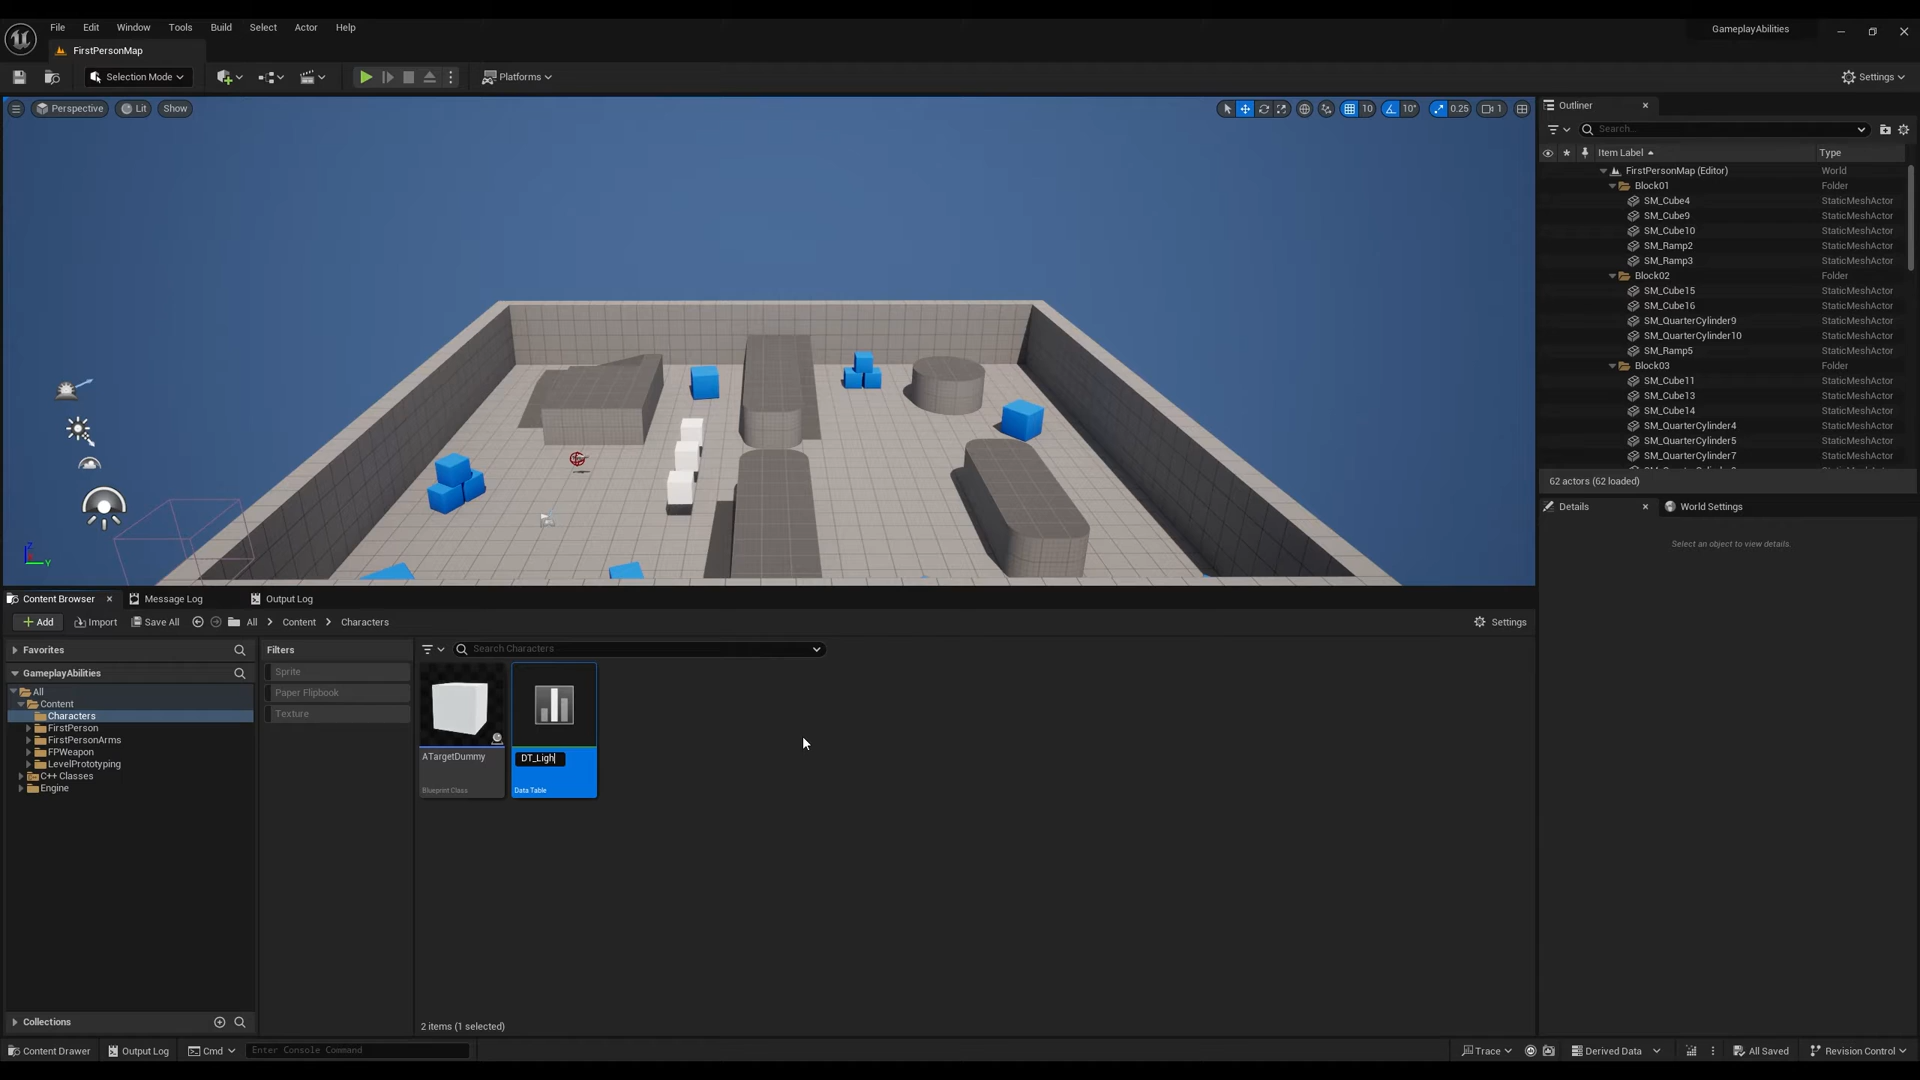 File Edit Window Tools Build Select Actor Help
GameplayAbilities
FirstPersonMap
Selection Mode
Platforms
Settings
Perspective Lit Show
10 10° 0.25 1
Outliner
Search...
Item Label Type
FirstPersonMap (Editor) World
Block01 Folder
SM_Cube4 StaticMeshActor
SM_Cube9 StaticMeshActor
SM_Cube10 StaticMeshActor
SM_Ramp2 StaticMeshActor
SM_Ramp3 StaticMeshActor
Block02 Folder
SM_Cube15 StaticMeshActor
SM_Cube16 StaticMeshActor
SM_QuarterCylinder9 StaticMeshActor
SM_QuarterCylinder10 StaticMeshActor
SM_Ramp5 StaticMeshActor
Block03 Folder
SM_Cube11 StaticMeshActor
SM_Cube13 StaticMeshActor
SM_Cube14 StaticMeshActor
SM_QuarterCylinder4 StaticMeshActor
SM_QuarterCylinder5 StaticMeshActor
SM_QuarterCylinder7 StaticMeshActor
62 actors (62 loaded)
Details World Settings
Select an object to view details.
Z
Y
Content Browser Message Log Output Log
Add Import Save All All Content Characters
Settings
Favorites
GameplayAbilities
All
Content
Characters
FirstPerson
FirstPersonArms
FPWeapon
LevelPrototyping
C++ Classes
Engine
Collections
Filters
Sprite
Paper Flipbook
Texture
Search Characters
ATargetDummy
Blueprint Class
DT_Ligh
Data Table
2 items (1 selected)
Content Drawer Output Log Cmd Enter Console Command
Trace Derived Data All Saved Revision Control